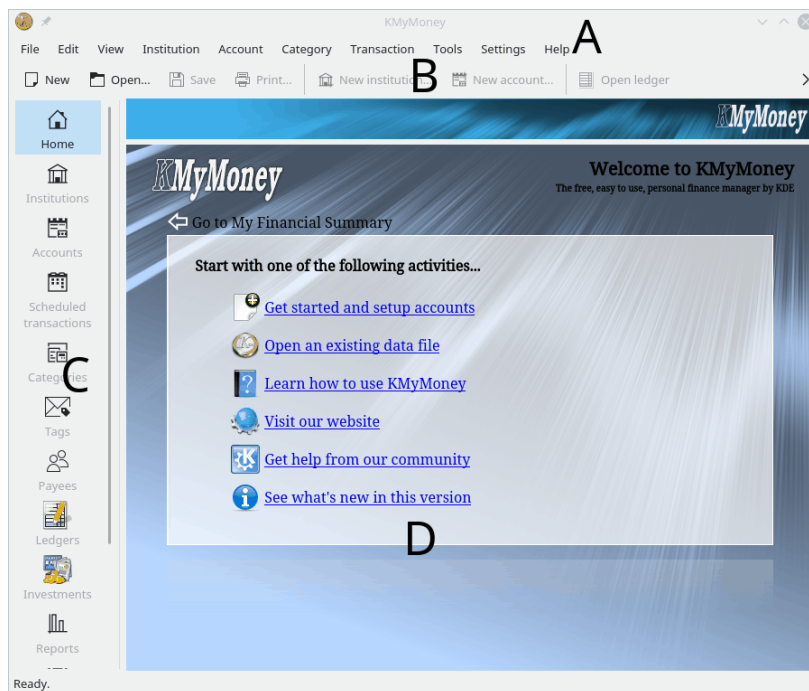 KMyMoney
File Edit View Institution Account Category Transaction Tools Settings Help A
New Open... Save Print... New institution... B New account... Open ledger
KMyMoney
Home
Institutions
Accounts
Scheduled
transactions
Categories
C
Tags
Payees
Ledgers
Investments
Reports
KMyMoney
Welcome to KMyMoney
The free, easy to use, personal finance manager by KDE
Go to My Financial Summary
Start with one of the following activities...
Get started and setup accounts
Open an existing data file
Learn how to use KMyMoney
Visit our website
Get help from our community
See what's new in this version
D
Ready.